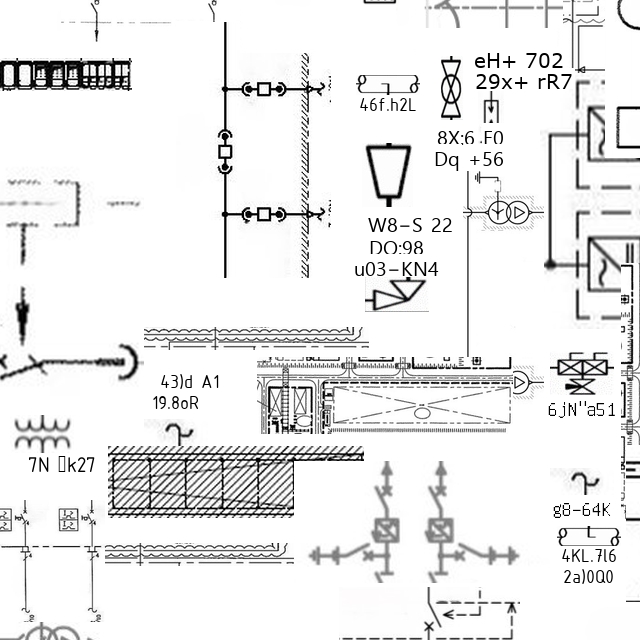 eH+ 702
29x+ rR7
46f.h2L
8X:6 F0
Dq +56
W8-S 22
DO:98
u03-KN4
43)d A1
19.8oR
6jN"a51
7N k27
g8-64K
4KL.7l6
2a)0Q0